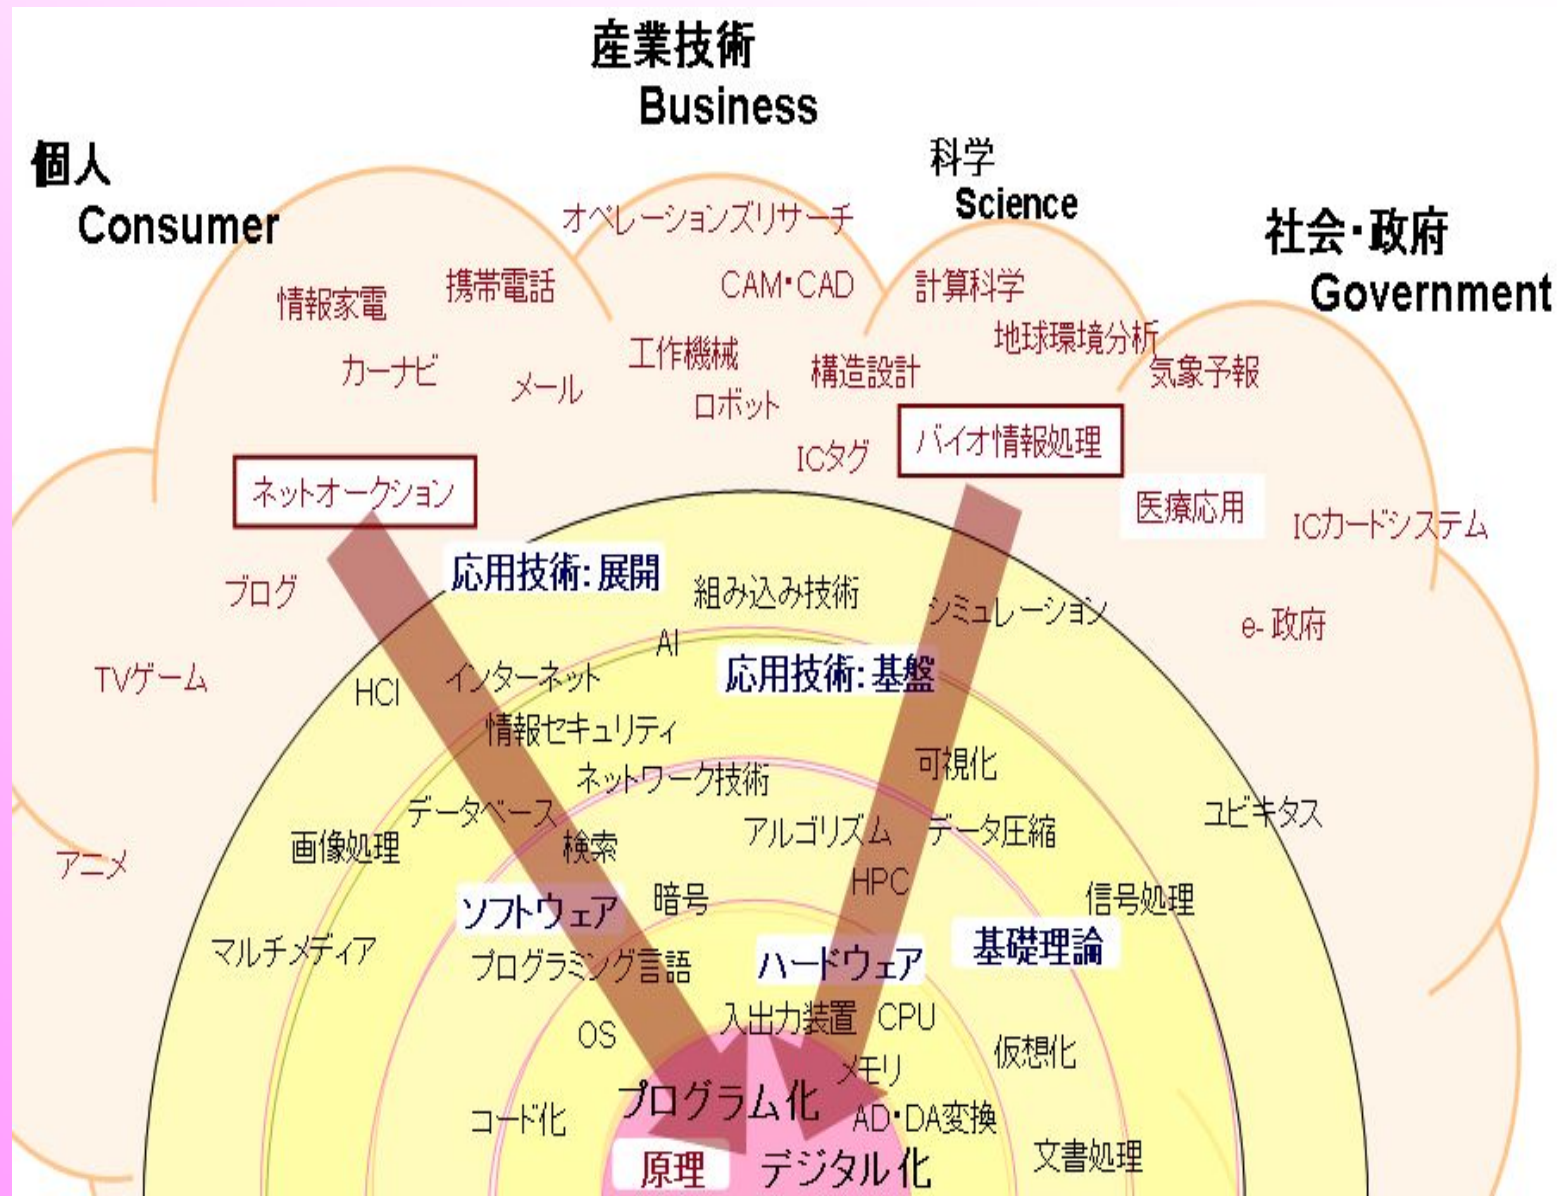 産業技術
Business
個人
Consumer
科学
Science
社会・政府
Government
オペレーションズリサーチ
情報家電
携帯電話
CAM・CAD
計算科学
地球環境分析
カーナビ
メール
工作機械
構造設計
気象予報
ロボット
ICタグ
バイオ情報処理
ネットオークション
医療応用
ICカードシステム
応用技術:展開
ブログ
組み込み技術
シミュレーション
e-政府
AI
TVゲーム
HCI
インターネット
応用技術:基盤
情報セキュリティ
ネットワーク技術
可視化
データベース
アルゴリズム
データ圧縮
ユビキタス
画像処理
検索
アニメ
HPC
ソフトウェア
暗号
信号処理
マルチメディア
プログラミング言語
ハードウェア
基礎理論
OS
入出力装置
CPU
仮想化
メモリ
プログラム化
コード化
AD・DA変換
原理
デジタル化
文書処理